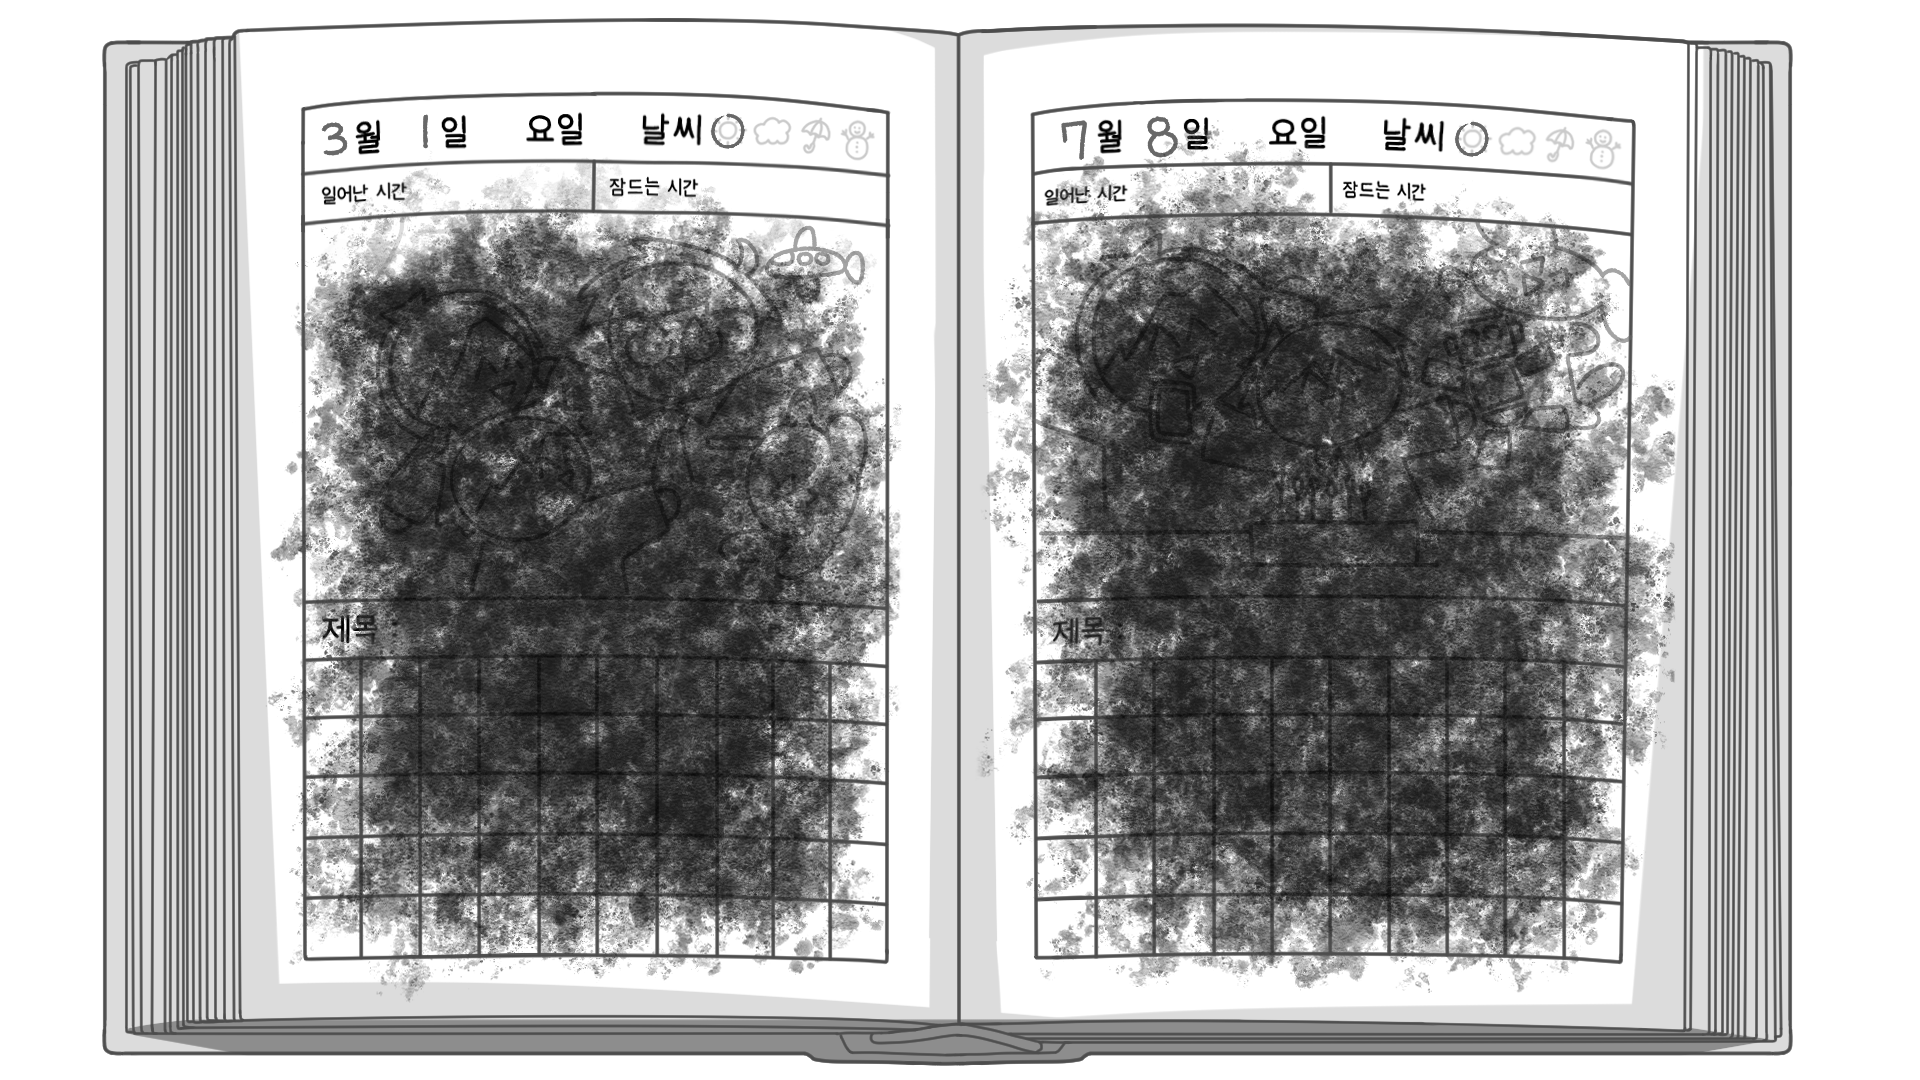 3월 1일 요일 날씨
일어난 시간 잠드는 시간
제목 :
7월 8일 요일 날씨
일어난 시간 잠드는 시간
제목 :